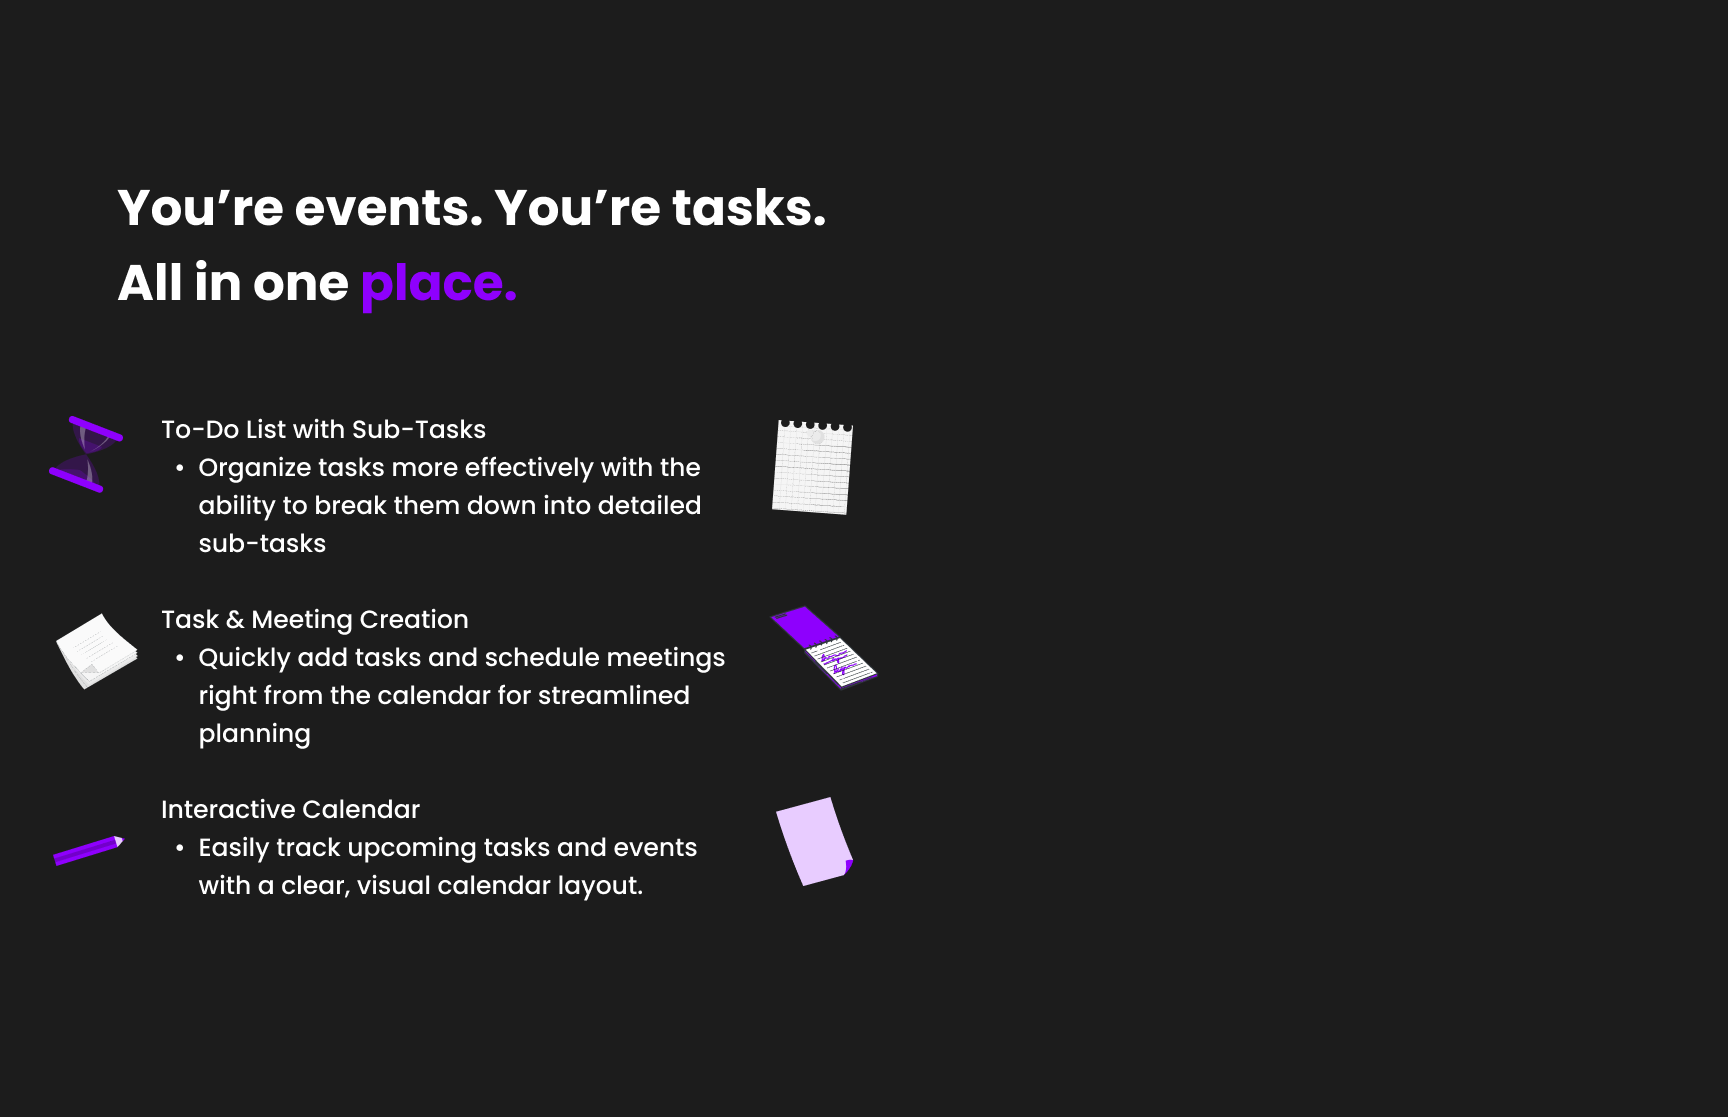 You’re events. You’re tasks.
All in one place.
To-Do List with Sub-Tasks
• Organize tasks more effectively with the
ability to break them down into detailed
sub-tasks
Task & Meeting Creation
• Quickly add tasks and schedule meetings
right from the calendar for streamlined
planning
Interactive Calendar
• Easily track upcoming tasks and events
with a clear, visual calendar layout.